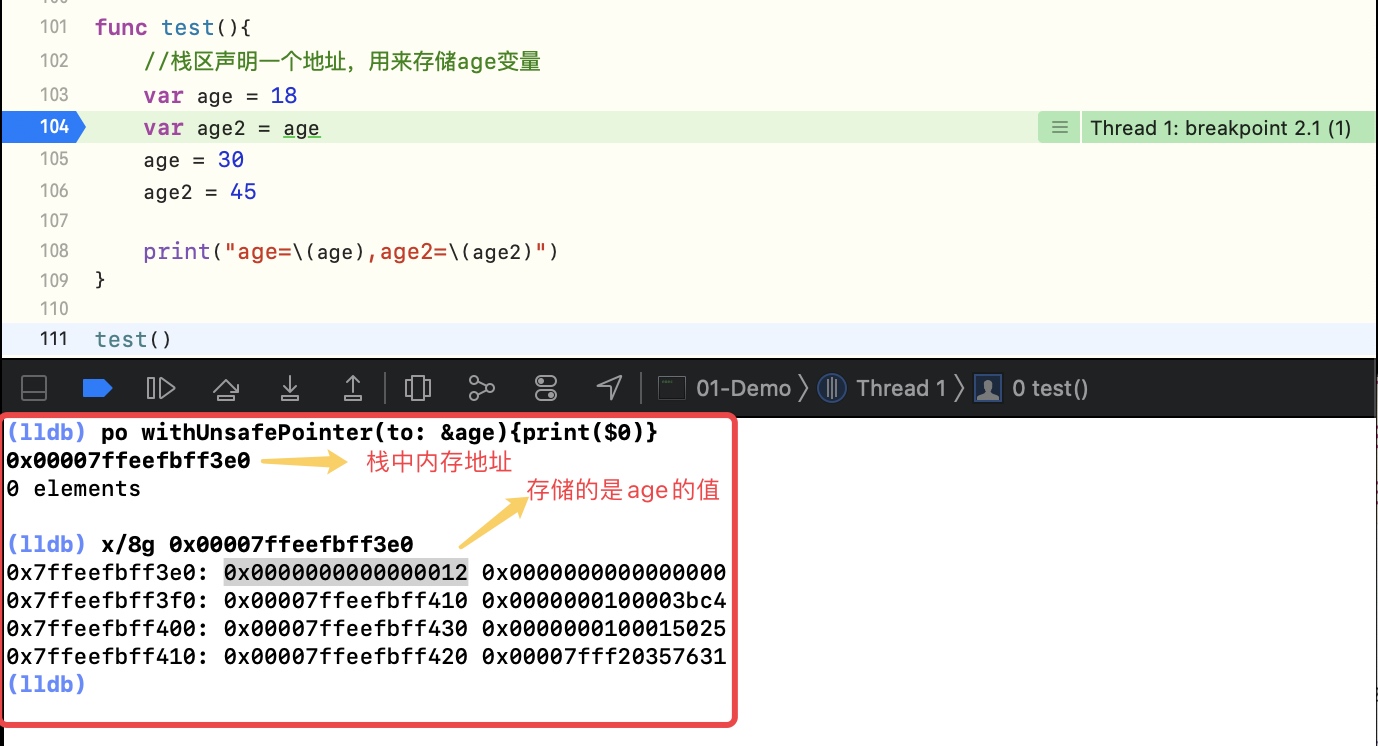 101 func test(){
102 //栈区声明一个地址，用来存储age变量
103 var age = 18
104 var age2 = age Thread 1: breakpoint 2.1 (1)
105 age = 30
106 age2 = 45
107
108 print("age=\(age),age2=\(age2)")
109 }
110
111 test()
01-Demo 〉 Thread 1 〉 0 test()
(lldb) po withUnsafePointer(to: &age){print($0)}
0x00007ffeefbff3e0 栈中内存地址
0 elements 存储的是age的值
(lldb) x/8g 0x00007ffeefbff3e0
0x7ffeefbff3e0: 0x0000000000000012 0x0000000000000000
0x7ffeefbff3f0: 0x00007ffeefbff410 0x0000000100003bc4
0x7ffeefbff400: 0x00007ffeefbff430 0x0000000100015025
0x7ffeefbff410: 0x00007ffeefbff420 0x00007fff20357631
(lldb)